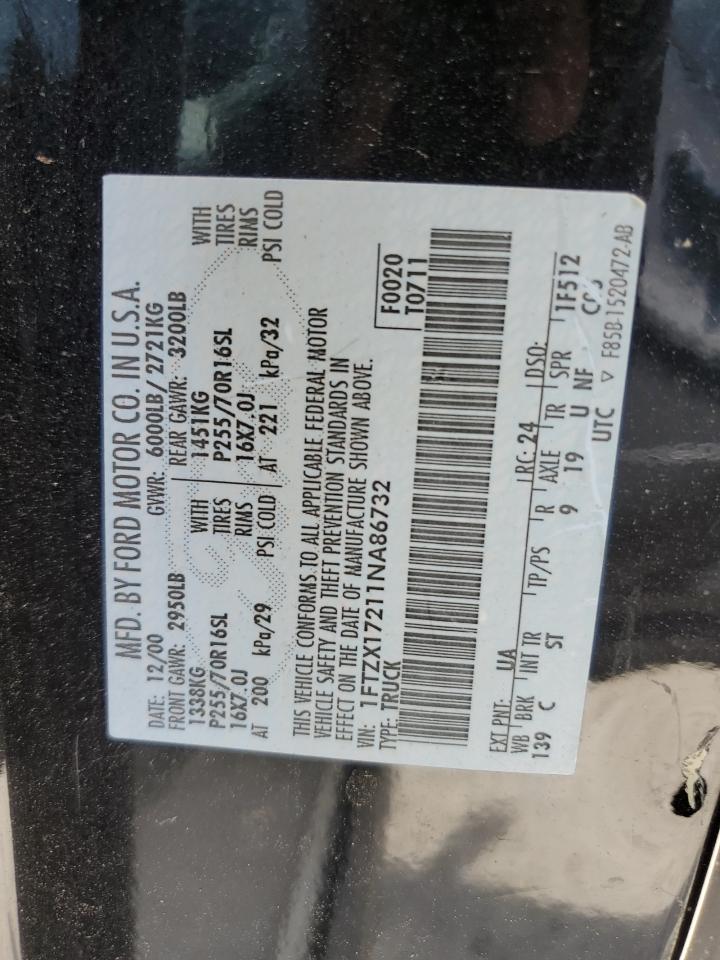 MFD. BY FORD MOTOR CO. IN U.S.A.
DATE: 12/00 GVWR: 6000LB/2721KG
FRONT GAWR: 2950LB REAR GAWR: 3200LB
1338KG WITH 1451KG WITH
P255/70R16SL TIRES P255/70R16SL TIRES
16X7.0J RIMS 16X7.0J RIMS
AT 200 kPa/29 PSI COLD AT 221 kPa/32 PSI COLD
THIS VEHICLE CONFORMS TO ALL APPLICABLE FEDERAL MOTOR
VEHICLE SAFETY AND THEFT PREVENTION STANDARDS IN
EFFECT ON THE DATE OF MANUFACTURE SHOWN ABOVE.
VIN: 1FTZX17211NA86732 F0020
TYPE: TRUCK T0711
EXT PNT: UA RC: 24 DSO:
WB BRK INT TR TP/PS R AXLE TR SPR 1F512
139 C ST 9 19 U NF
UTC ▽ F85B-1520472-AB